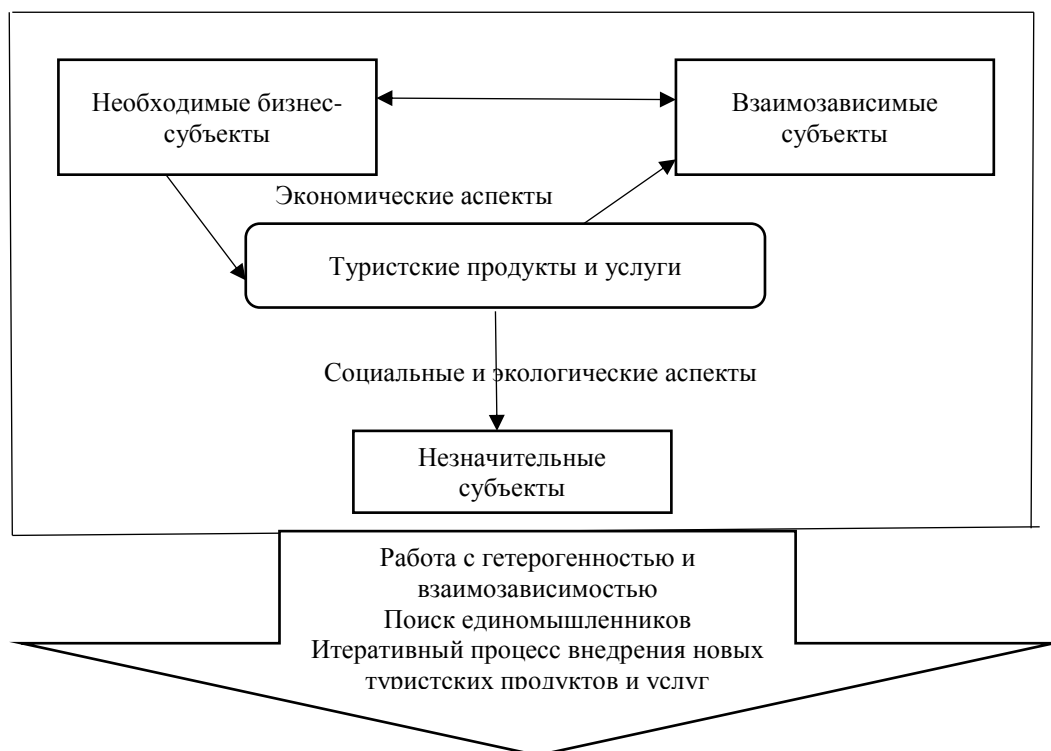 Необходимые бизнес-
субъекты
Взаимозависимые
субъекты
Экономические аспекты
Туристские продукты и услуги
Социальные и экологические аспекты
Незначительные
субъекты
Работа с гетерогенностью и
взаимозависимостью
Поиск единомышленников
Итеративный процесс внедрения новых
туристских продуктов и услуг